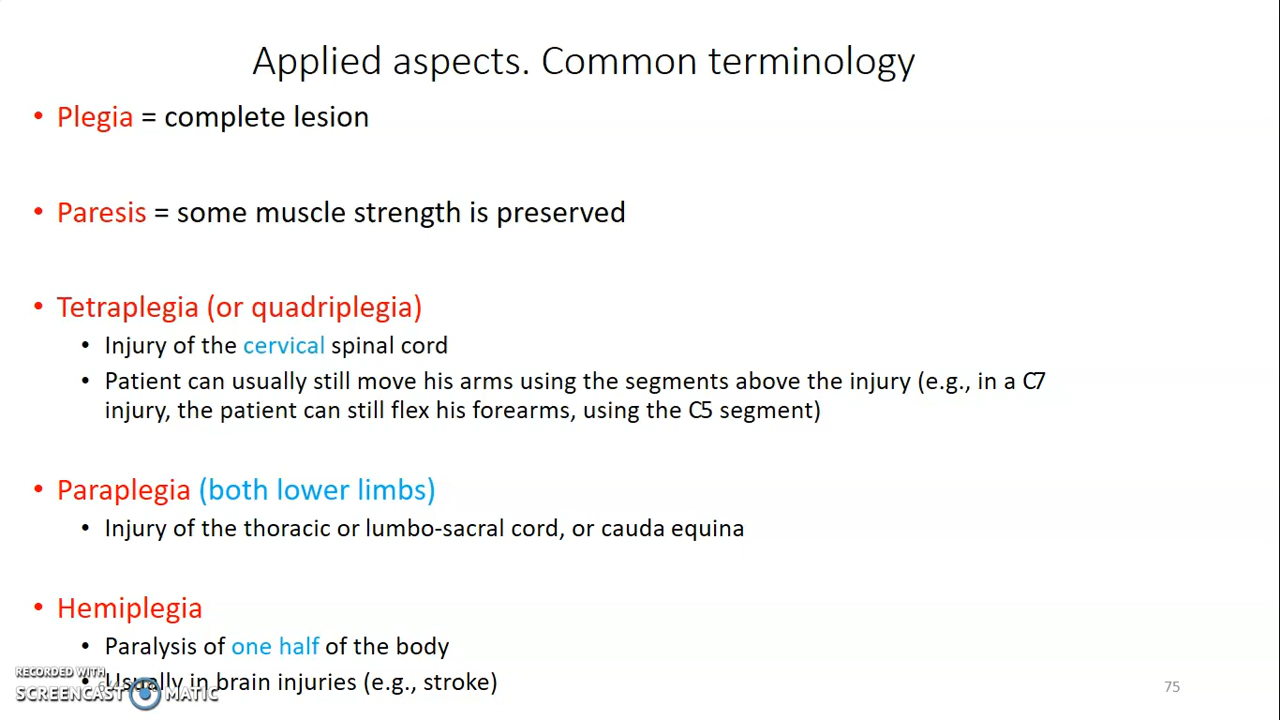 Applied aspects. Common terminology
• Plegia = complete lesion
• Paresis = some muscle strength is preserved
• Tetraplegia (or quadriplegia)
• Injury of the cervical spinal cord
• Patient can usually still move his arms using the segments above the injury (e.g., in a C7
injury, the patient can still flex his forearms, using the C5 segment)
• Paraplegia (both lower limbs)
• Injury of the thoracic or lumbo-sacral cord, or cauda equina
• Hemiplegia
• Paralysis of one half of the body
• Usually in brain injuries (e.g., stroke)
RECORDED WITH
SCREENCAST MATIC
75